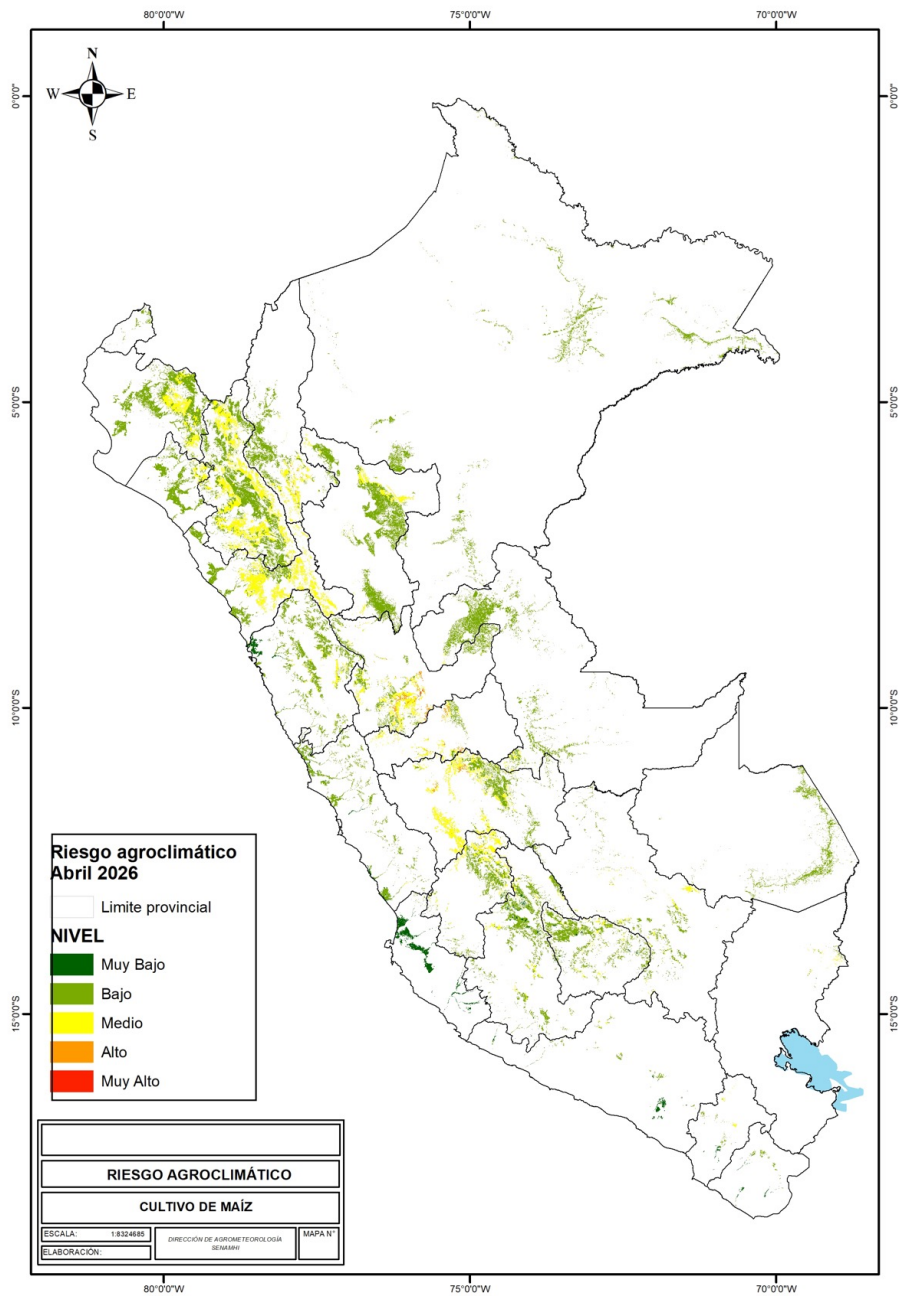 80°0'0"W 75°0'0"W 70°0'0"W
N
W E
S
0°0'0" 0°0'0"
5°0'0"S 5°0'0"S
10°0'0"S 10°0'0"S
15°0'0"S 15°0'0"S
Riesgo agroclimático
Abril 2026
Limite provincial
NIVEL
Muy Bajo
Bajo
Medio
Alto
Muy Alto
RIESGO AGROCLIMÁTICO
CULTIVO DE MAÍZ
ESCALA: 1:8324685
ELABORACIÓN:
DIRECCIÓN DE AGROMETEOROLOGÍA
SENAMHI
MAPA N°
80°0'0"W 75°0'0"W 70°0'0"W